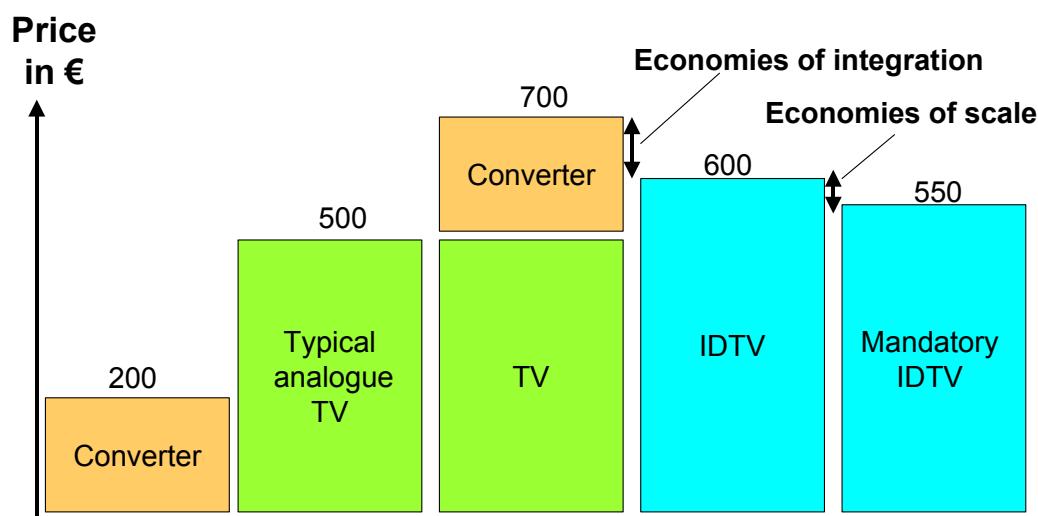 Price
in €
Economies of integration
Economies of scale
700
600
550
500
200
Converter
Typical
analogue
TV
Converter
TV
IDTV
Mandatory
IDTV